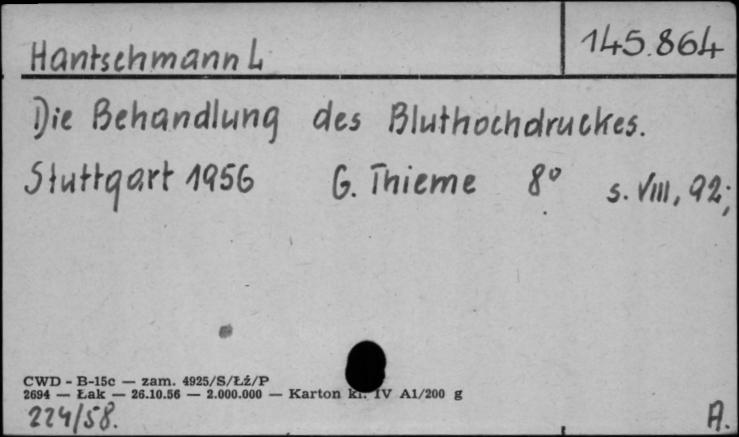 Hantschmann L
145.864
Die Behandlung des Bluthochdruckes.
Stuttgart 1956 G. Thieme 8° s. VIII, 92;
CWD - B-15c — zam. 4925/S/Łź/P
2694 — Łak — 26.10.56 — 2.000.000 — Karton kl. IV A1/200 g
224/58.
A.